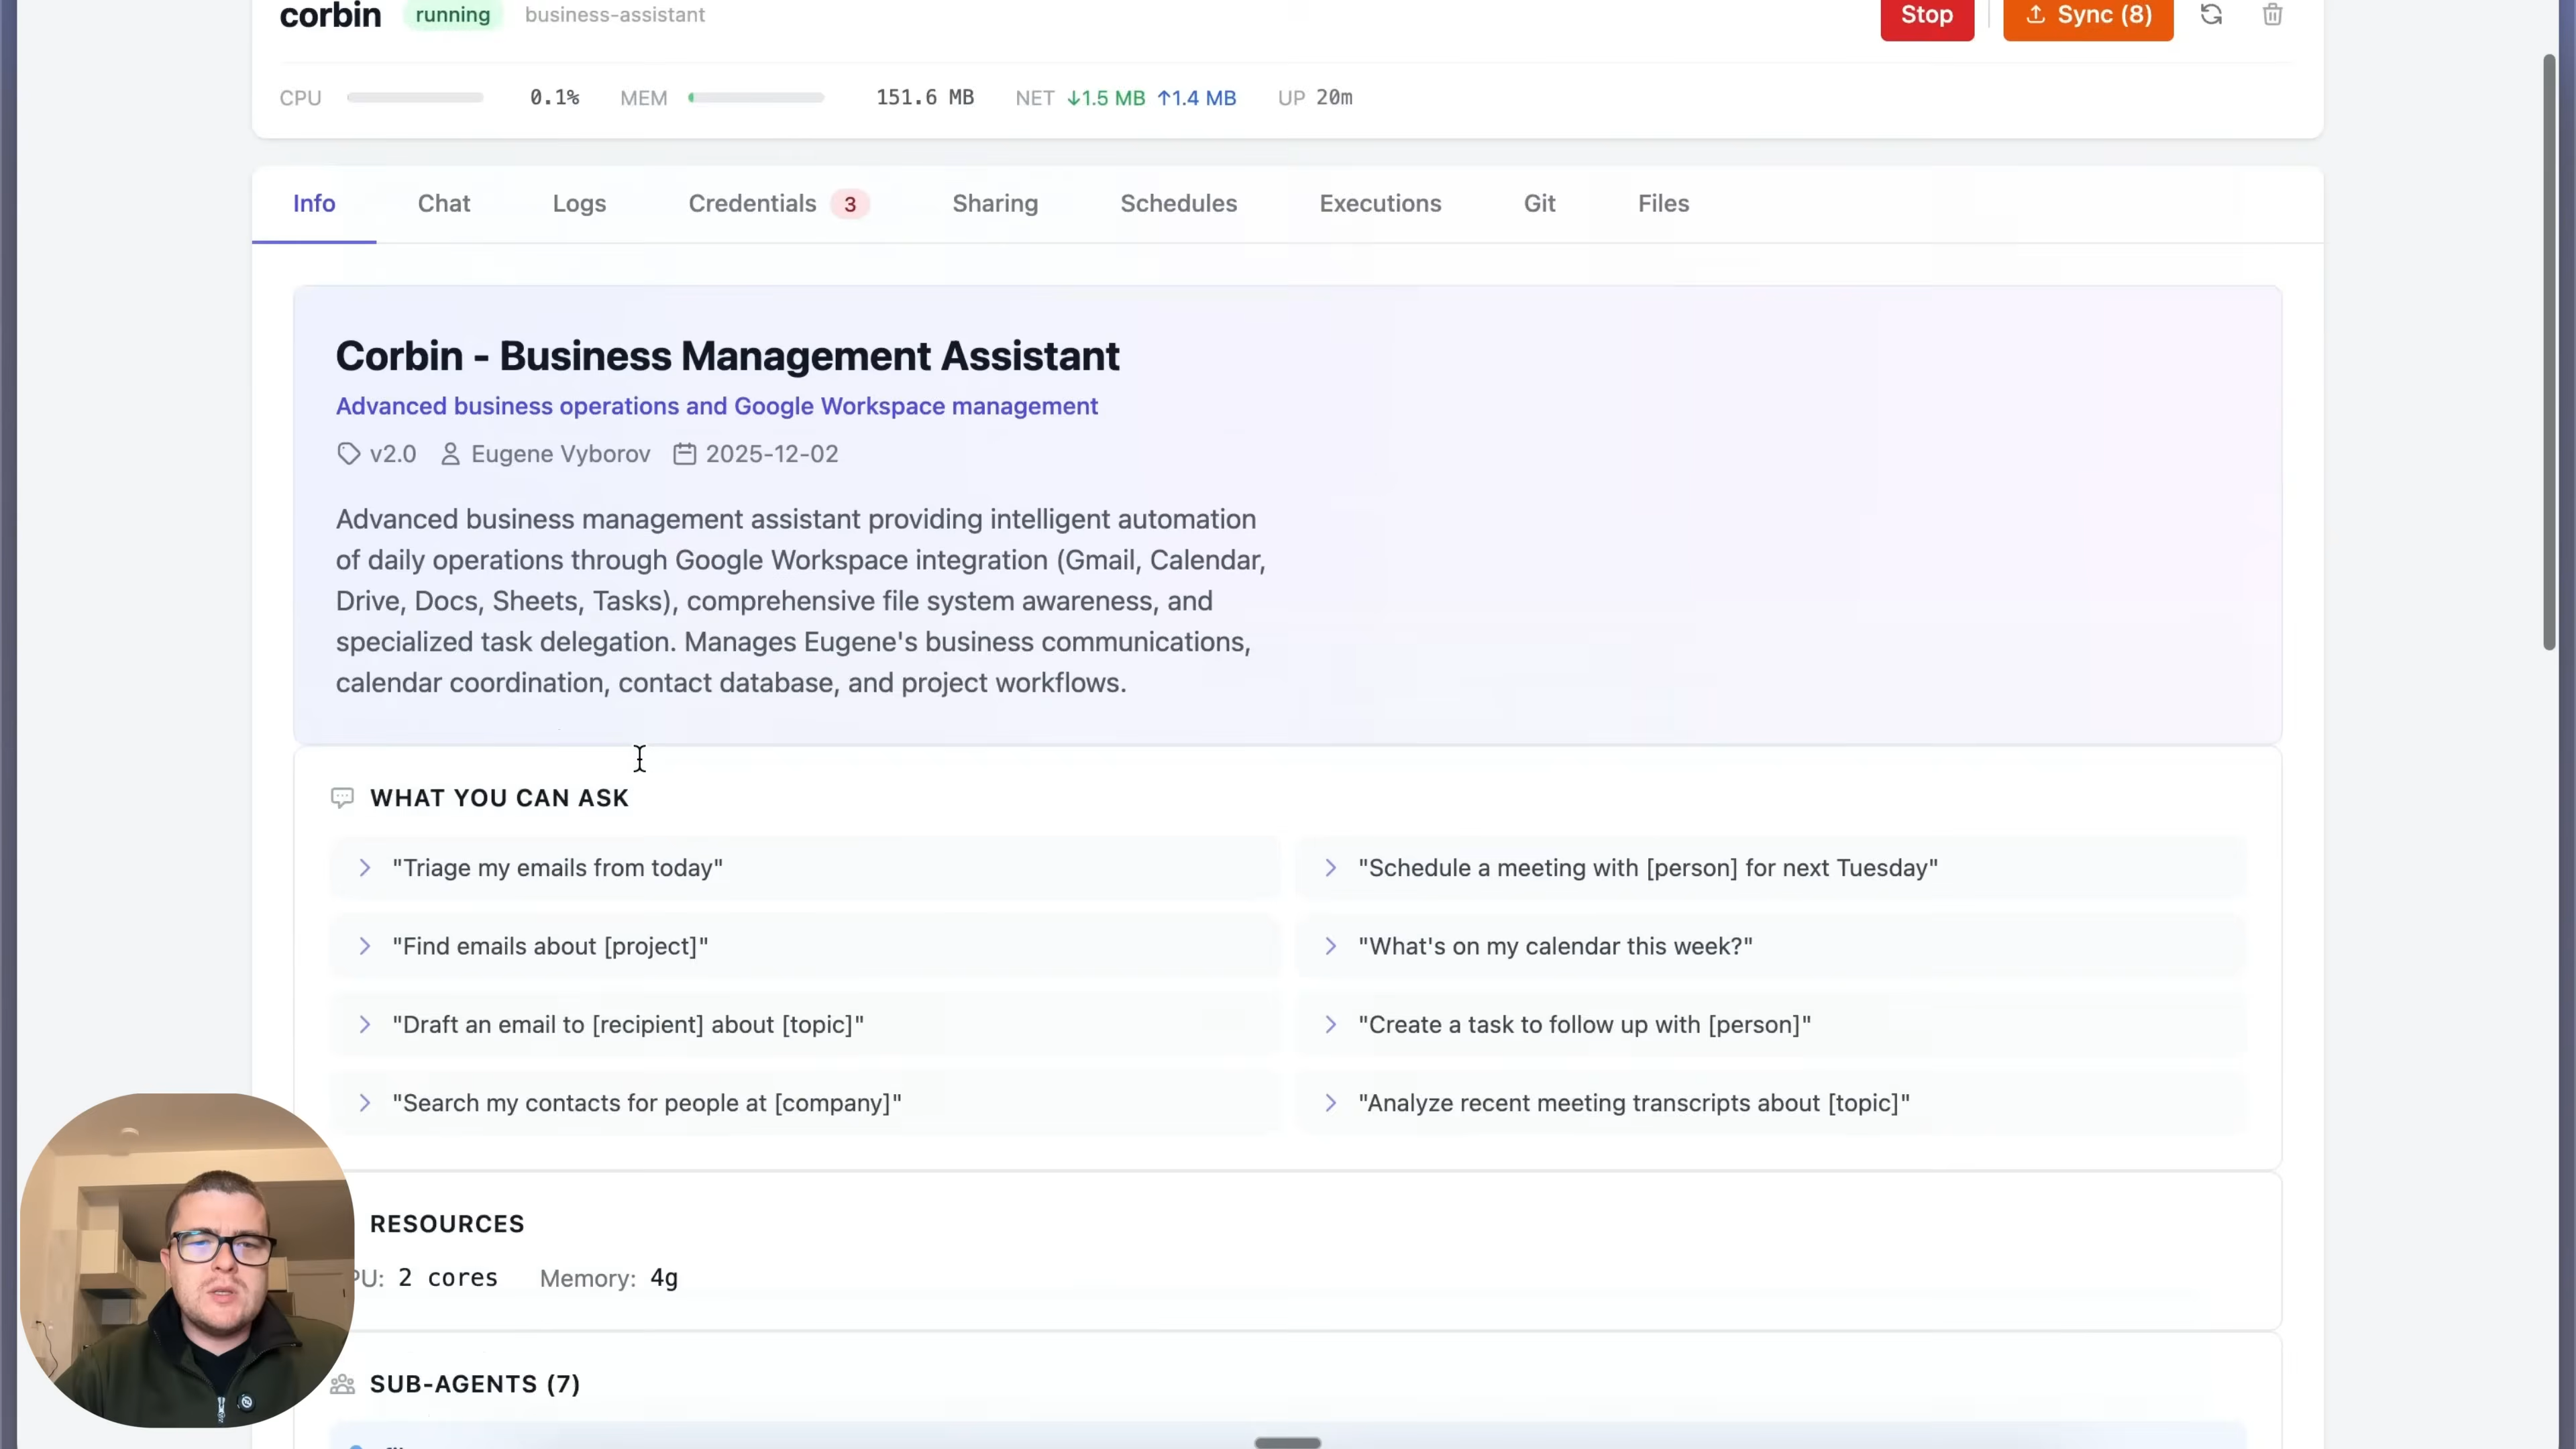 corbin running business-assistant Stop Sync (8)
CPU 0.1% MEM 151.6 MB NET ↓1.5 MB ↑1.4 MB UP 20m
Info Chat Logs Credentials 3 Sharing Schedules Executions Git Files
Corbin - Business Management Assistant
Advanced business operations and Google Workspace management
v2.0 Eugene Vyborov 2025-12-02
Advanced business management assistant providing intelligent automation
of daily operations through Google Workspace integration (Gmail, Calendar,
Drive, Docs, Sheets, Tasks), comprehensive file system awareness, and
specialized task delegation. Manages Eugene's business communications,
calendar coordination, contact database, and project workflows.
WHAT YOU CAN ASK
"Triage my emails from today" "Schedule a meeting with [person] for next Tuesday"
"Find emails about [project]" "What's on my calendar this week?"
"Draft an email to [recipient] about [topic]" "Create a task to follow up with [person]"
"Search my contacts for people at [company]" "Analyze recent meeting transcripts about [topic]"
RESOURCES
PU: 2 cores Memory: 4g
SUB-AGENTS (7)